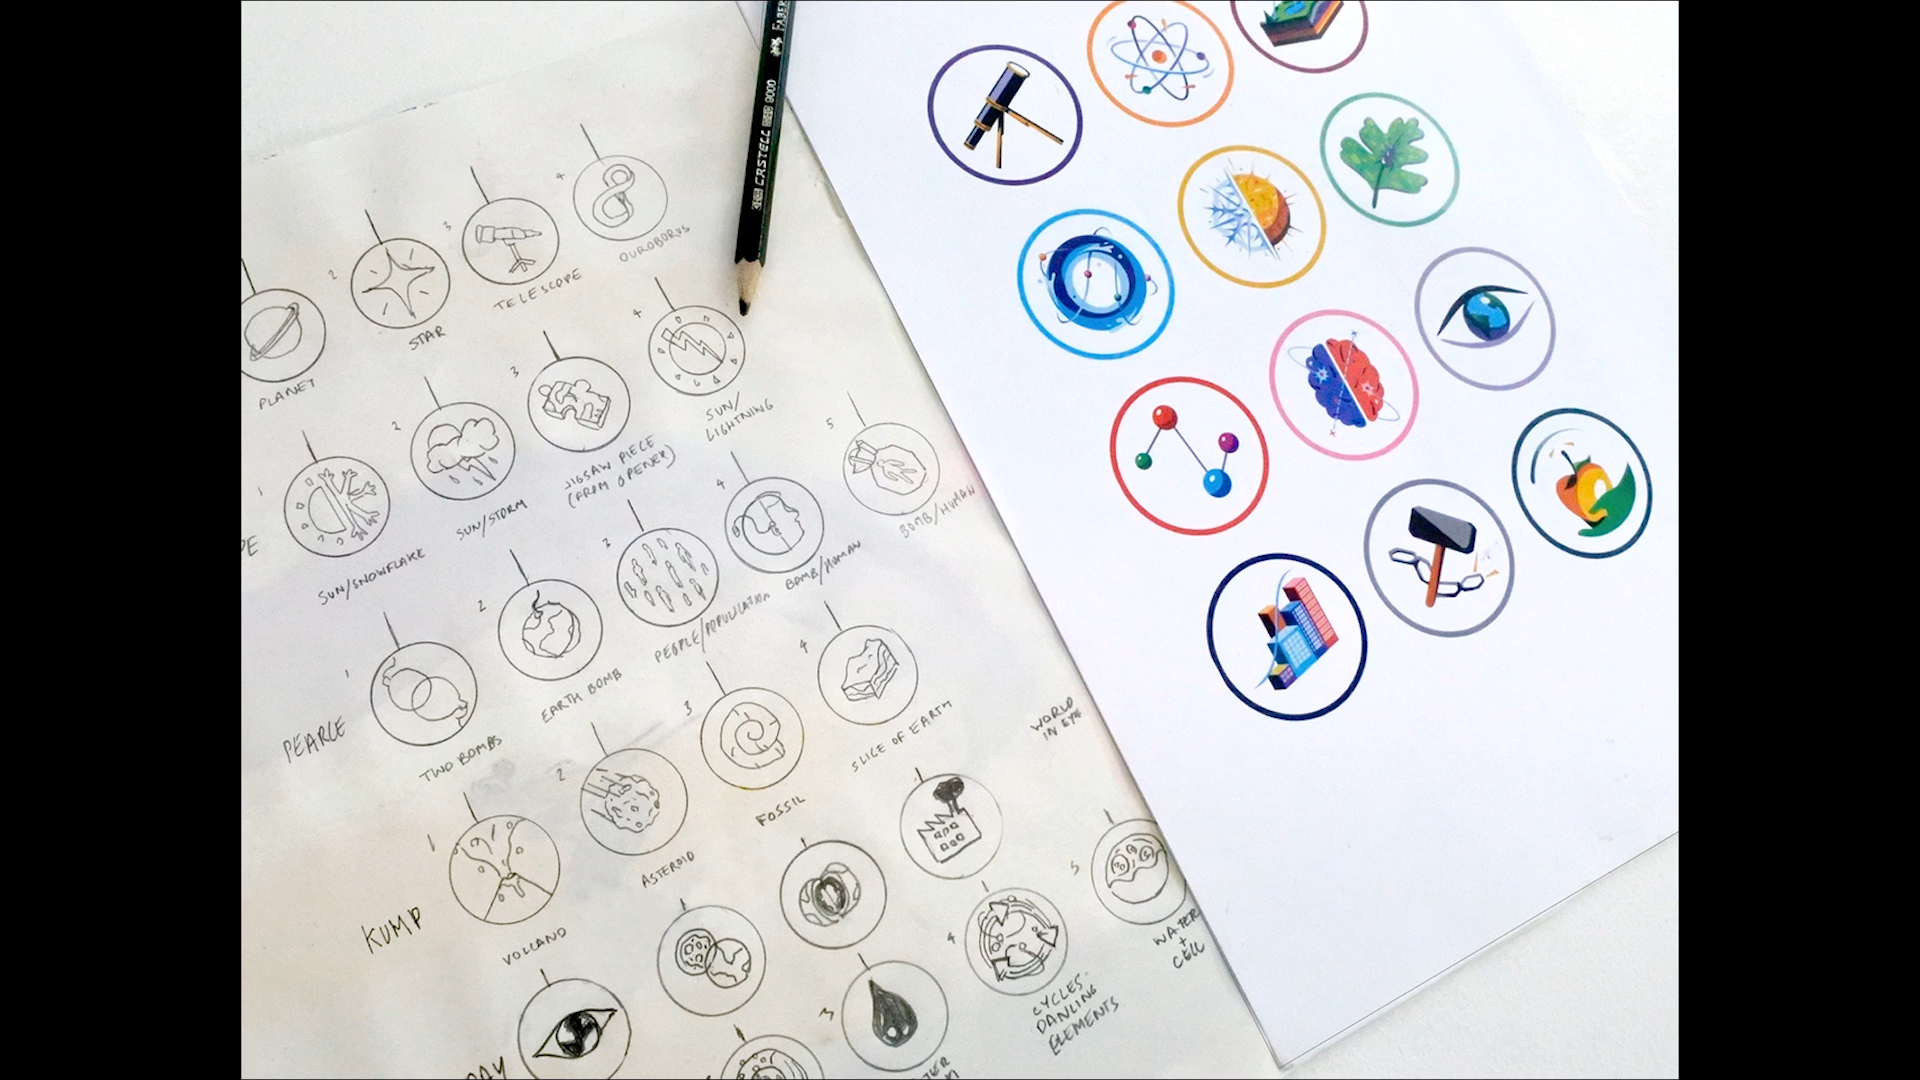 FABER
CASTELL 9000
4
OUROBORUS
3
TELESCOPE
2
STAR
PLANET
4
SUN/
LIGHTNING
3
JIGSAW PIECE
(FROM OPENER)
2
SUN/STORM
1
SUN/SNOWFLAKE
5
BOMB/HUMAN
4
BOMB/HUMAN
2
PEOPLE/POPULATION
2
EARTH BOMB
1
PEARCE
TWO BOMBS
4
SLICE OF EARTH
3
FOSSIL
2
ASTEROID
1
KUMP
VOLCANO
WORLD
IN EYE
5
WATER
+
CELL
4
CYCLES
DANLING
ELEMENTS
3